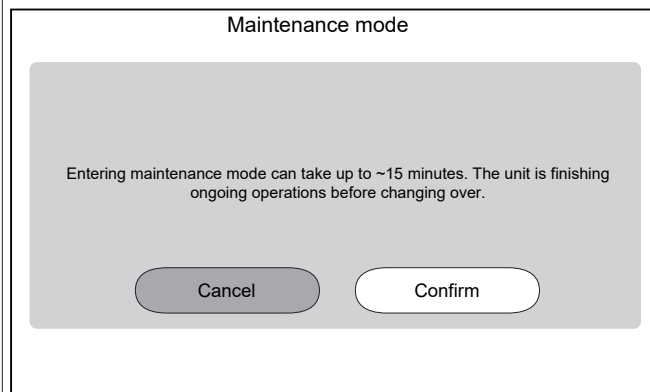 Maintenance mode
Entering maintenance mode can take up to ~15 minutes. The unit is finishing
ongoing operations before changing over.
Cancel
Confirm